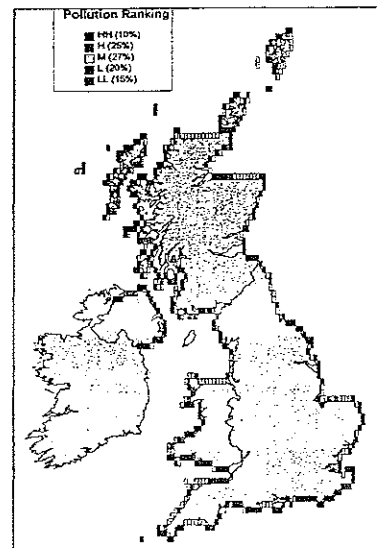 Pollution Ranking
HH (10%)
H (25%)
M (27%)
L (20%)
LL (15%)